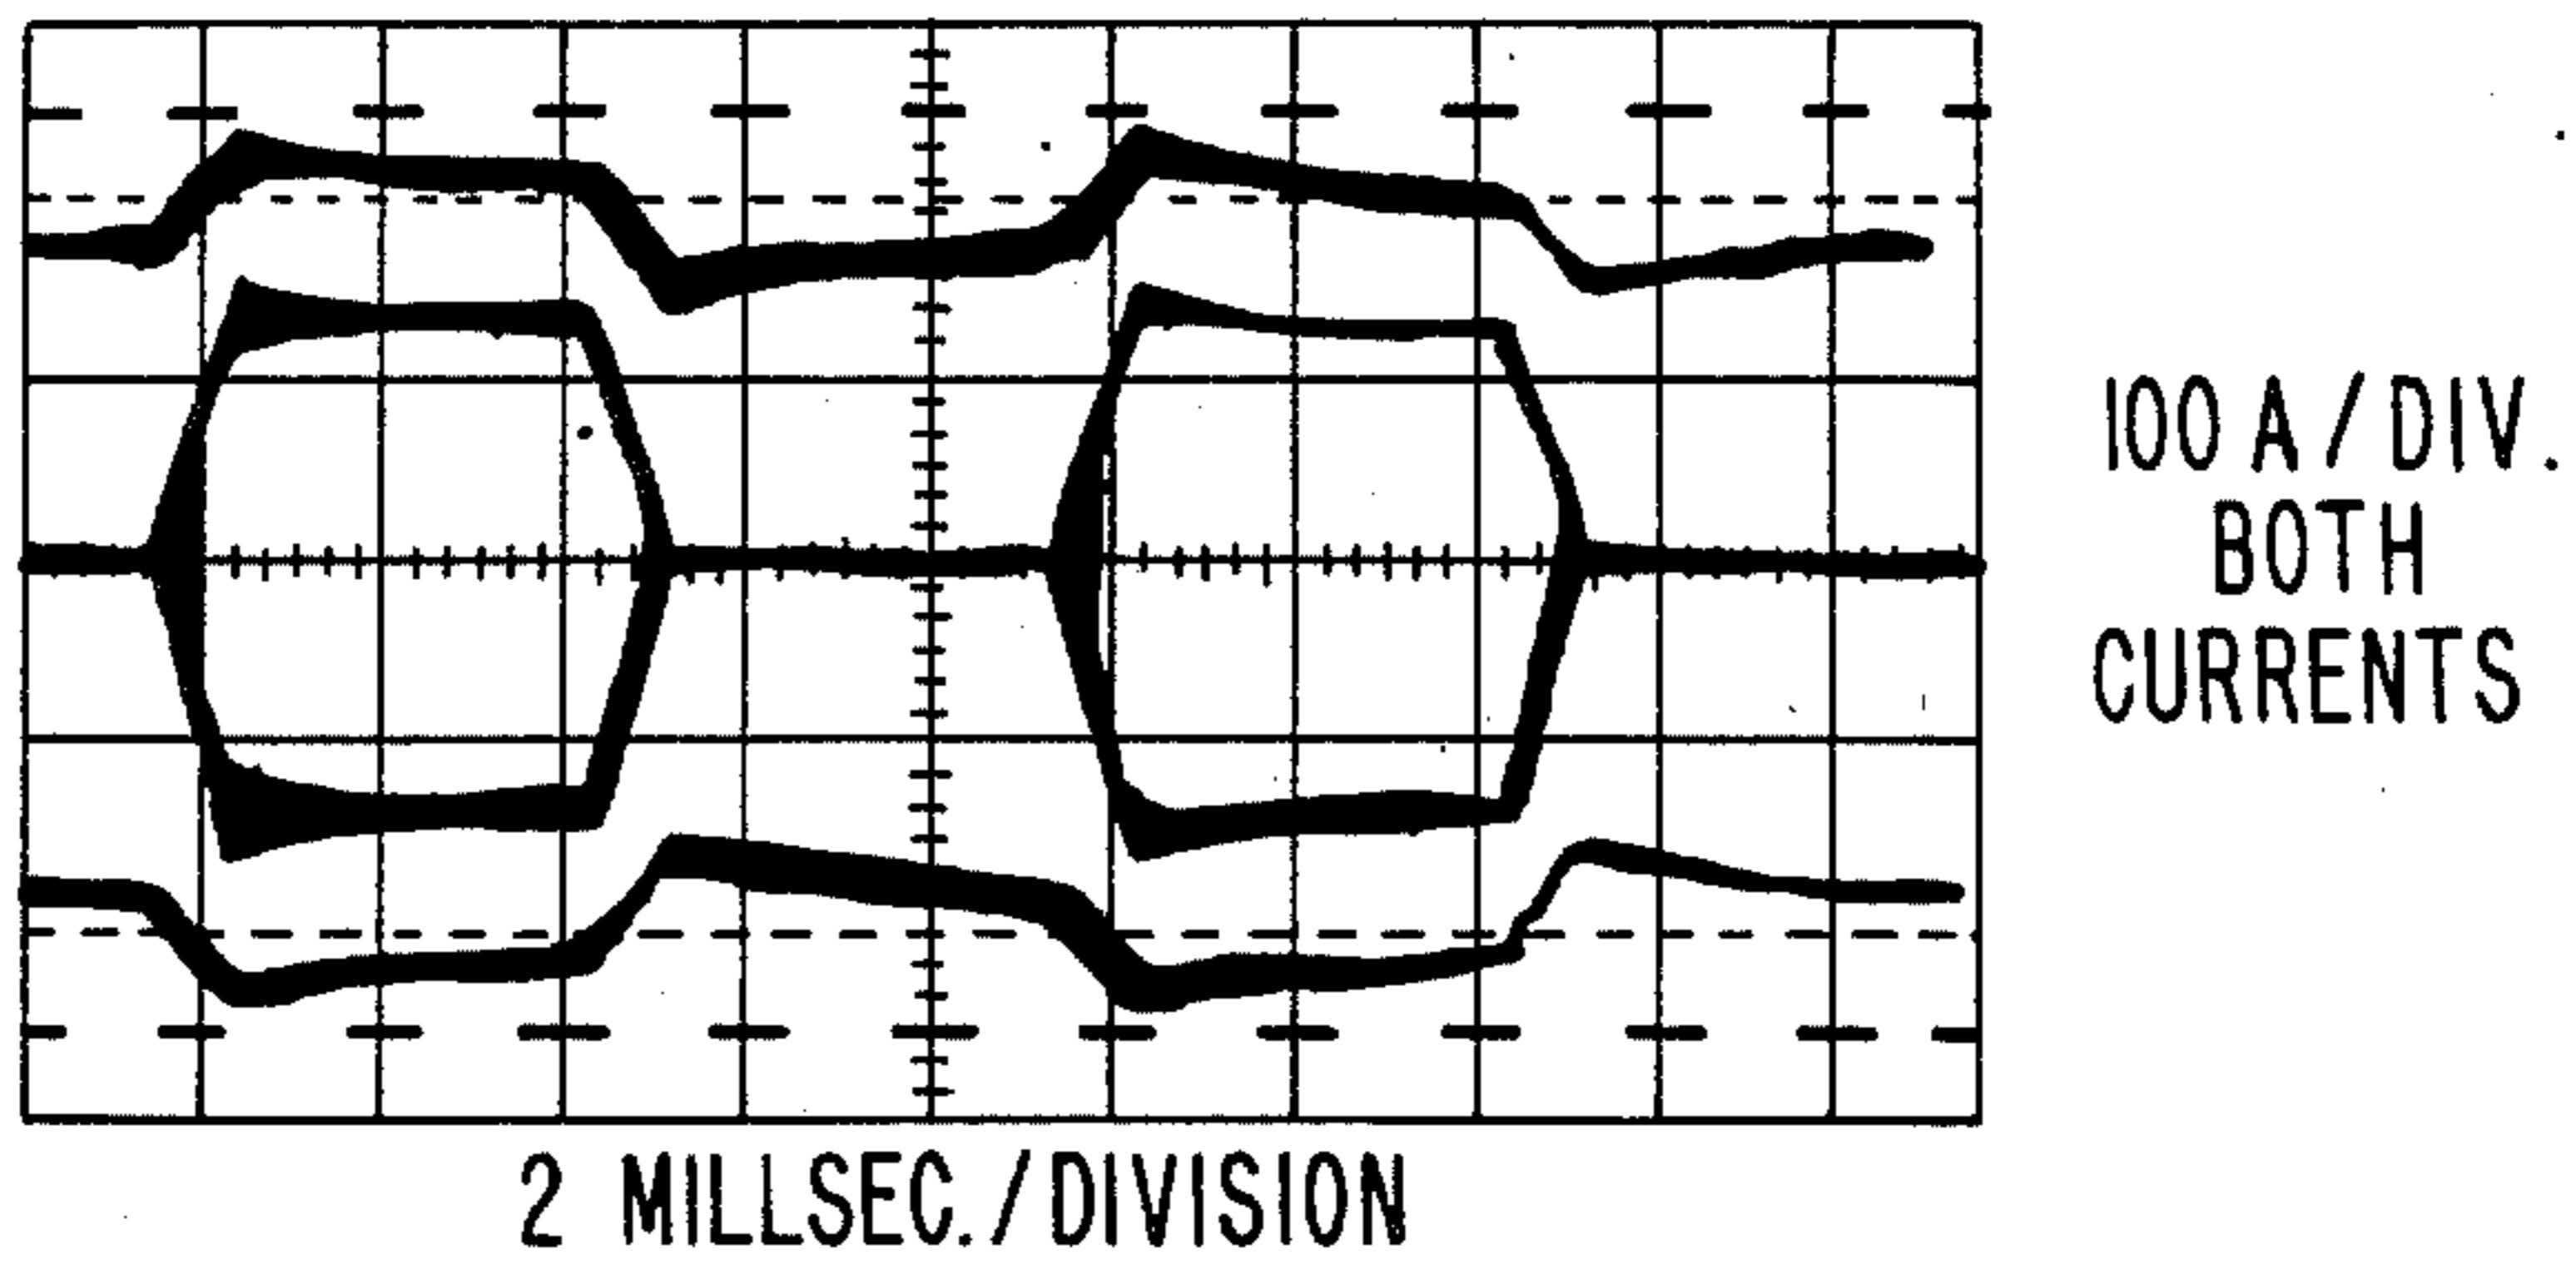 100 A / DIV.
BOTH
CURRENTS
2 MILLSEC. / DIVISION